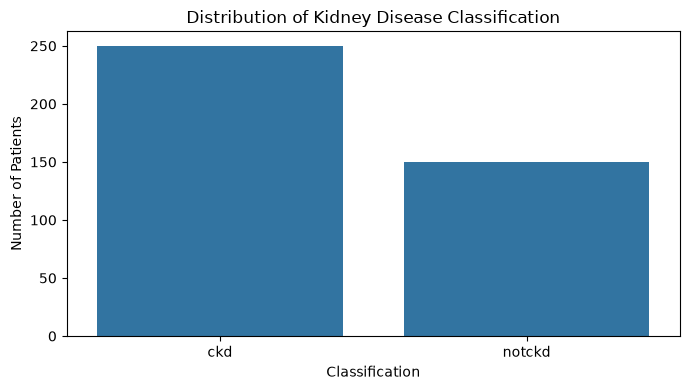 Distribution of Kidney Disease Classification
Number of Patients
250
200
150
100
50
0
ckd
notckd
Classification